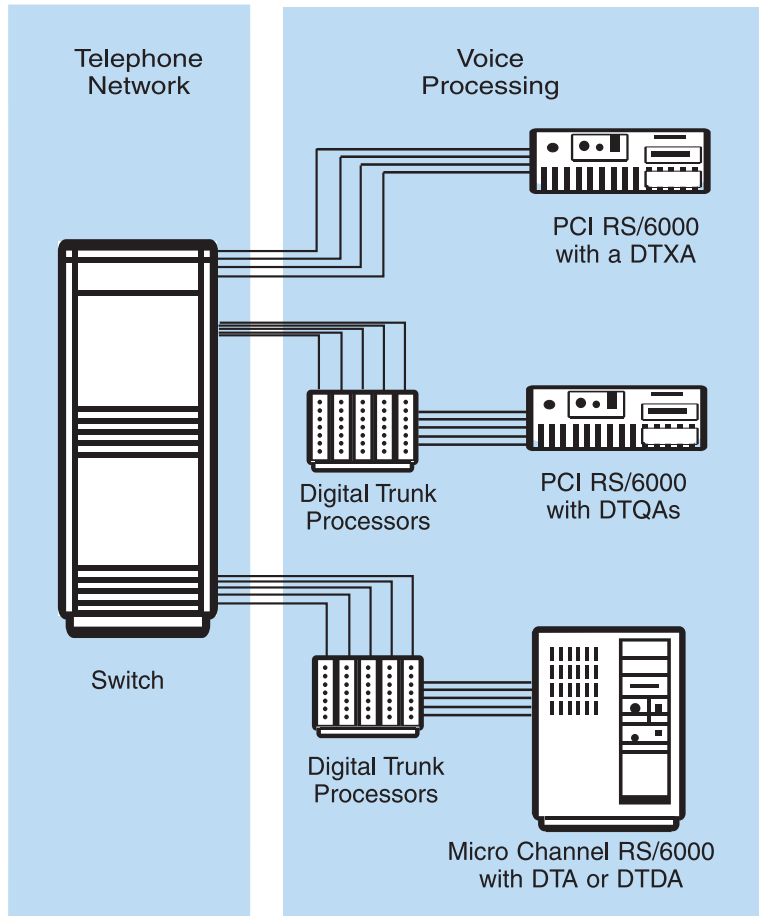 Telephone
Network
Voice
Processing
PCI RS/6000
with a DTXA
Digital Trunk
Processors
PCI RS/6000
with DTQAs
Switch
Digital Trunk
Processors
Micro Channel RS/6000
with DTA or DTDA